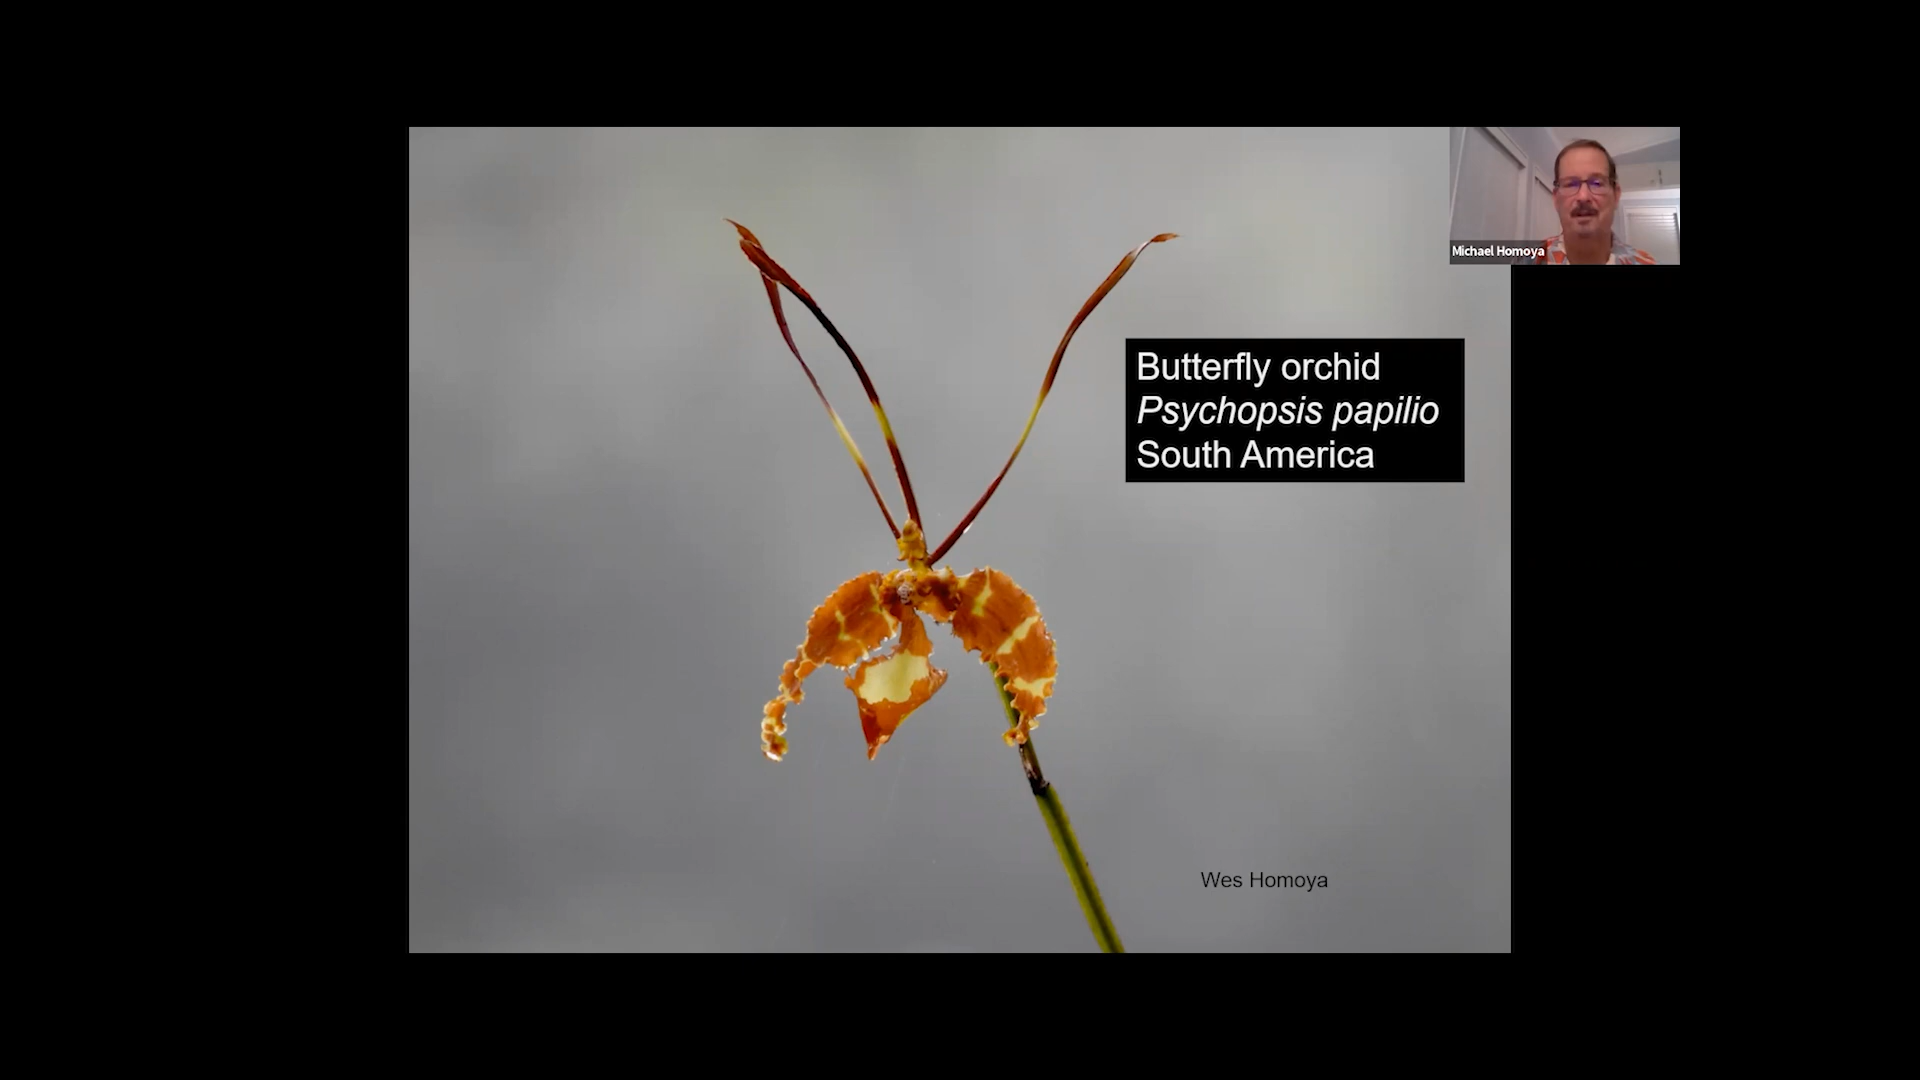 Michael Homoya
Butterfly orchid
Psychopsis papilio
South America
Wes Homoya